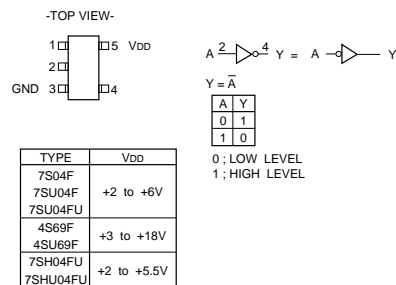 -TOP VIEW-
1 5 VDD
2
GND 3 4
A 2 4 Y = A Y
Y = A̅
A Y
0 1
1 0
0 ; LOW LEVEL
1 ; HIGH LEVEL
TYPE VDD
7S04F
7SU04F +2 to +6V
7SU04FU
4S69F
4SU69F +3 to +18V
7SH04FU
7SHU04FU +2 to +5.5V